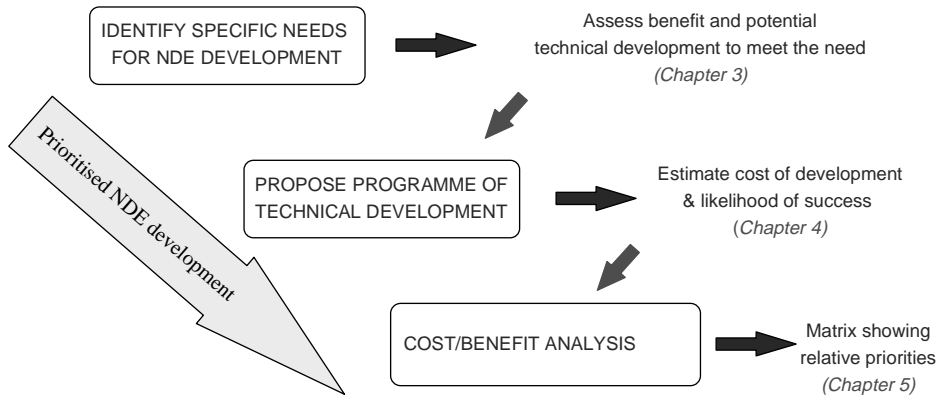 IDENTIFY SPECIFIC NEEDS
FOR NDE DEVELOPMENT
Assess benefit and potential
technical development to meet the need
(Chapter 3)
Prioritised NDE development
PROPOSE PROGRAMME OF
TECHNICAL DEVELOPMENT
Estimate cost of development
& likelihood of success
(Chapter 4)
COST/BENEFIT ANALYSIS
Matrix showing
relative priorities
(Chapter 5)